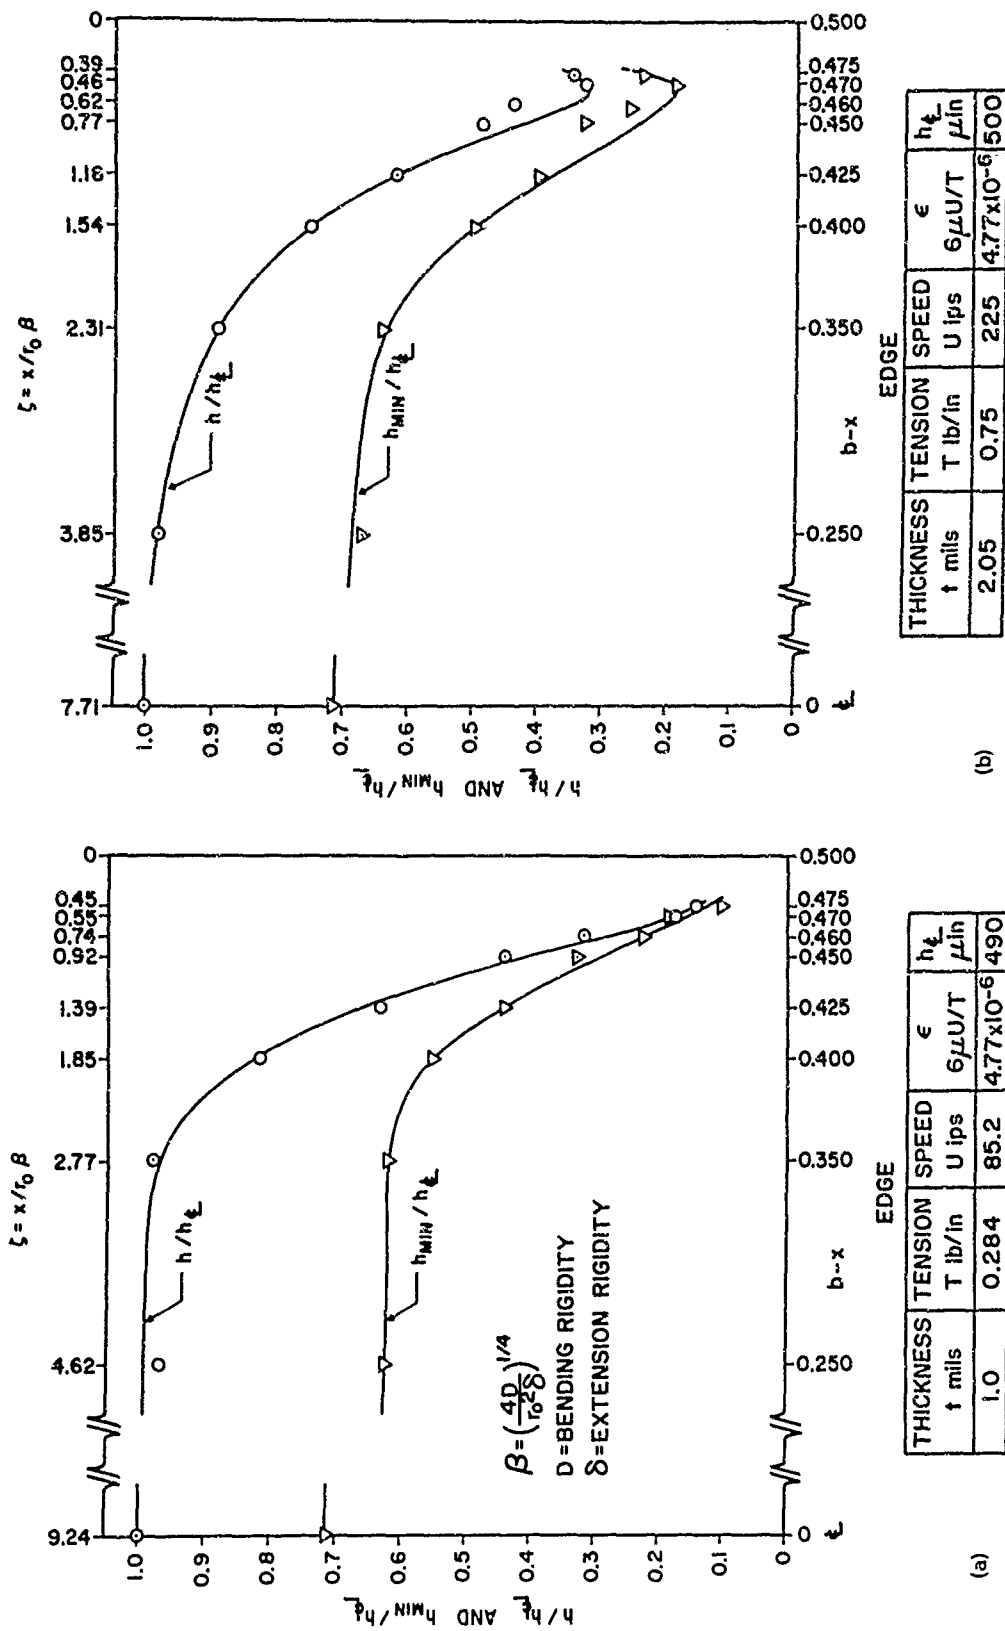 ζ = x/r₀ β
9.24
4.62
2.77
1.85
1.39
0.92
0.74
0.55
0.45
0
h/h℄ AND hMIN/h℄
1.0
0.9
0.8
0.7
0.6
0.5
0.4
0.3
0.2
0.1
0
h/h℄
hMIN/h℄
β=(4D/r₀²δ)^1/4
D=BENDING RIGIDITY
δ=EXTENSION RIGIDITY
0
℄
0.250
0.350
0.400
0.425
0.450
0.460
0.470
0.475
0.500
b-x
EDGE
THICKNESS TENSION SPEED ϵ h℄
t mils T lb/in U ips 6μU/T μin
1.0 0.284 85.2 4.77x10⁻⁶ 490
(a)
ζ = x/r₀ β
7.71
3.85
2.31
1.54
1.16
0.77
0.62
0.46
0.39
0
h/h℄ AND hMIN/h℄
1.0
0.9
0.8
0.7
0.6
0.5
0.4
0.3
0.2
0.1
0
h/h℄
hMIN/h℄
0
℄
0.250
0.350
0.400
0.425
0.450
0.460
0.470
0.475
0.500
b-x
EDGE
THICKNESS TENSION SPEED ϵ h℄
t mils T lb/in U ips 6μU/T μin
2.05 0.75 225 4.77x10⁻⁶ 500
(b)